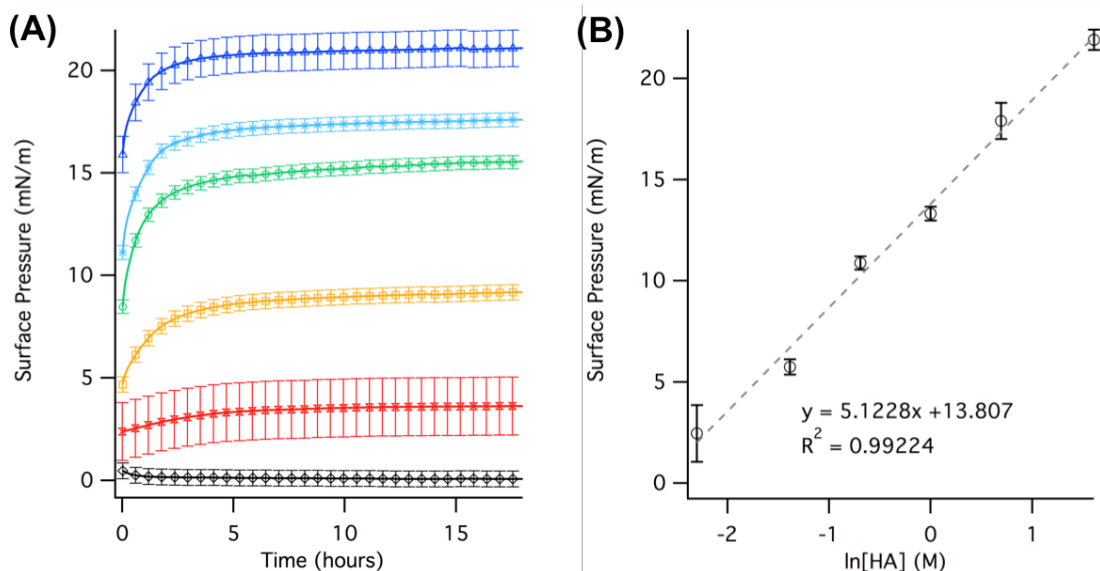 (A)
20
15
10
5
0
Surface Pressure (mN/m)
0 5 10 15
Time (hours)
(B)
20
15
10
5
0
Surface Pressure (mN/m)
y = 5.1228x +13.807
R² = 0.99224
-2 -1 0 1
ln[HA] (M)